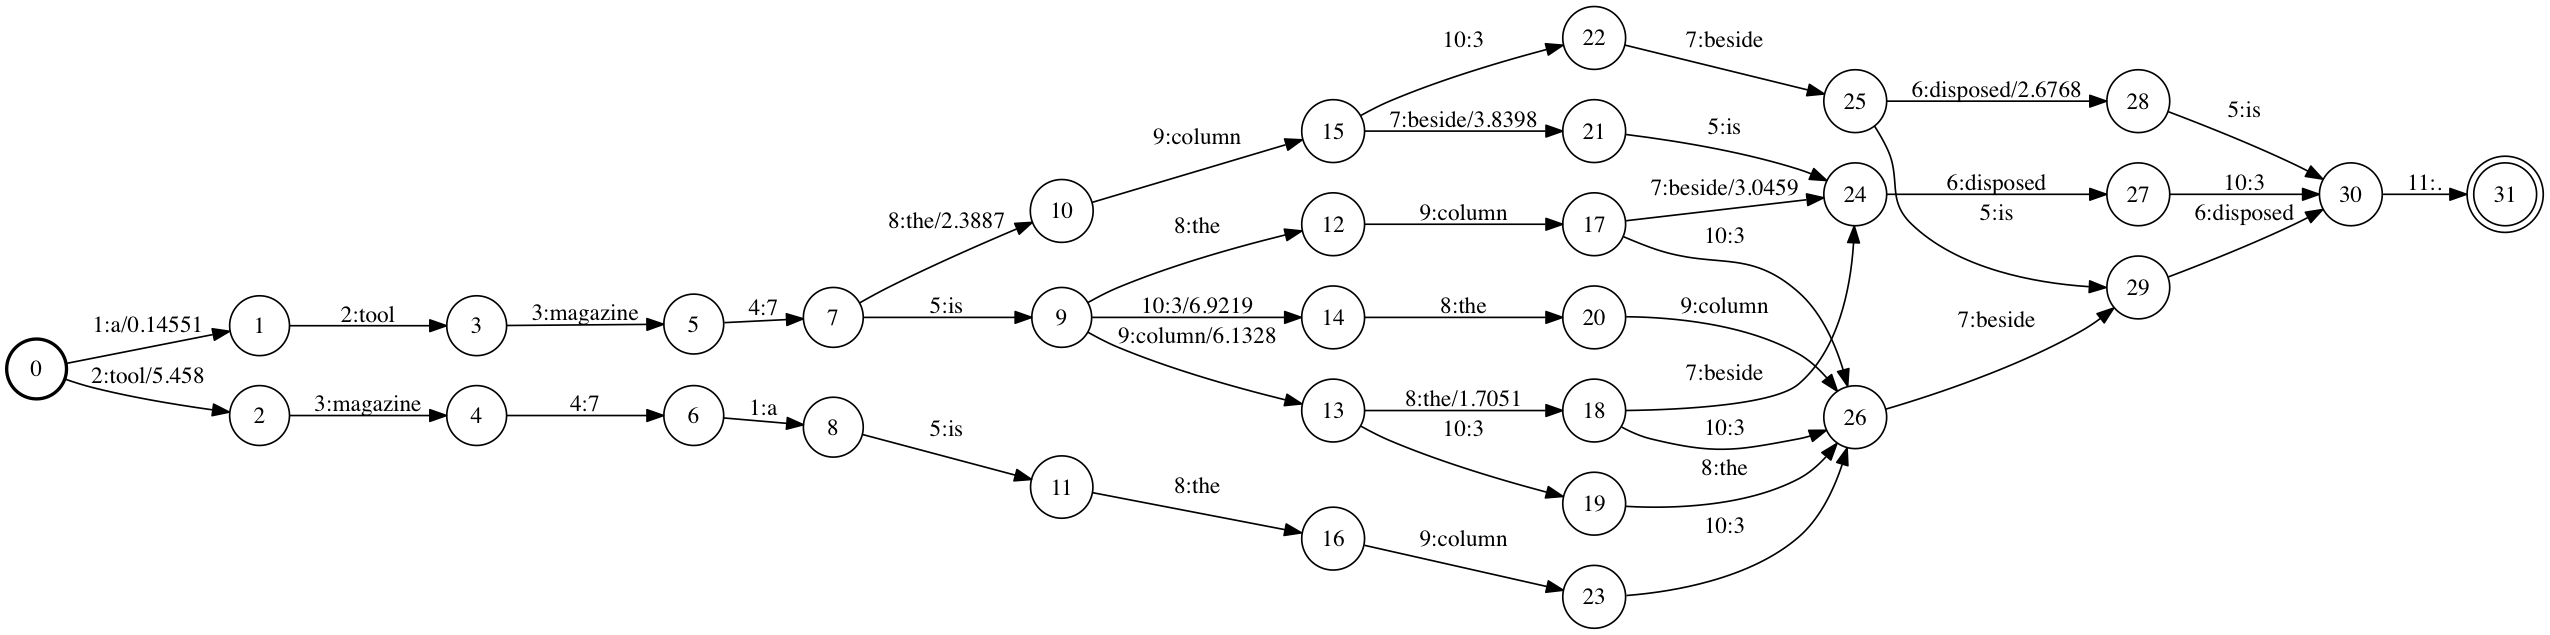 22
10:3
7:beside
25
6:disposed/2.6768
28
5:is
15
7:beside/3.8398
21
5:is
9:column
7:beside/3.0459
24
6:disposed
27
10:3
30
11:.
31
5:is
6:disposed
10
8:the/2.3887
8:the
12
9:column
17
10:3
29
7:beside
1:a/0.14551
1
2:tool
3
3:magazine
5
4:7
7
5:is
9
10:3/6.9219
14
8:the
20
9:column
9:column/6.1328
0
2:tool/5.458
2
3:magazine
4
4:7
6
1:a
8
5:is
7:beside
13
8:the/1.7051
18
10:3
10:3
26
8:the
19
10:3
11
8:the
16
9:column
23